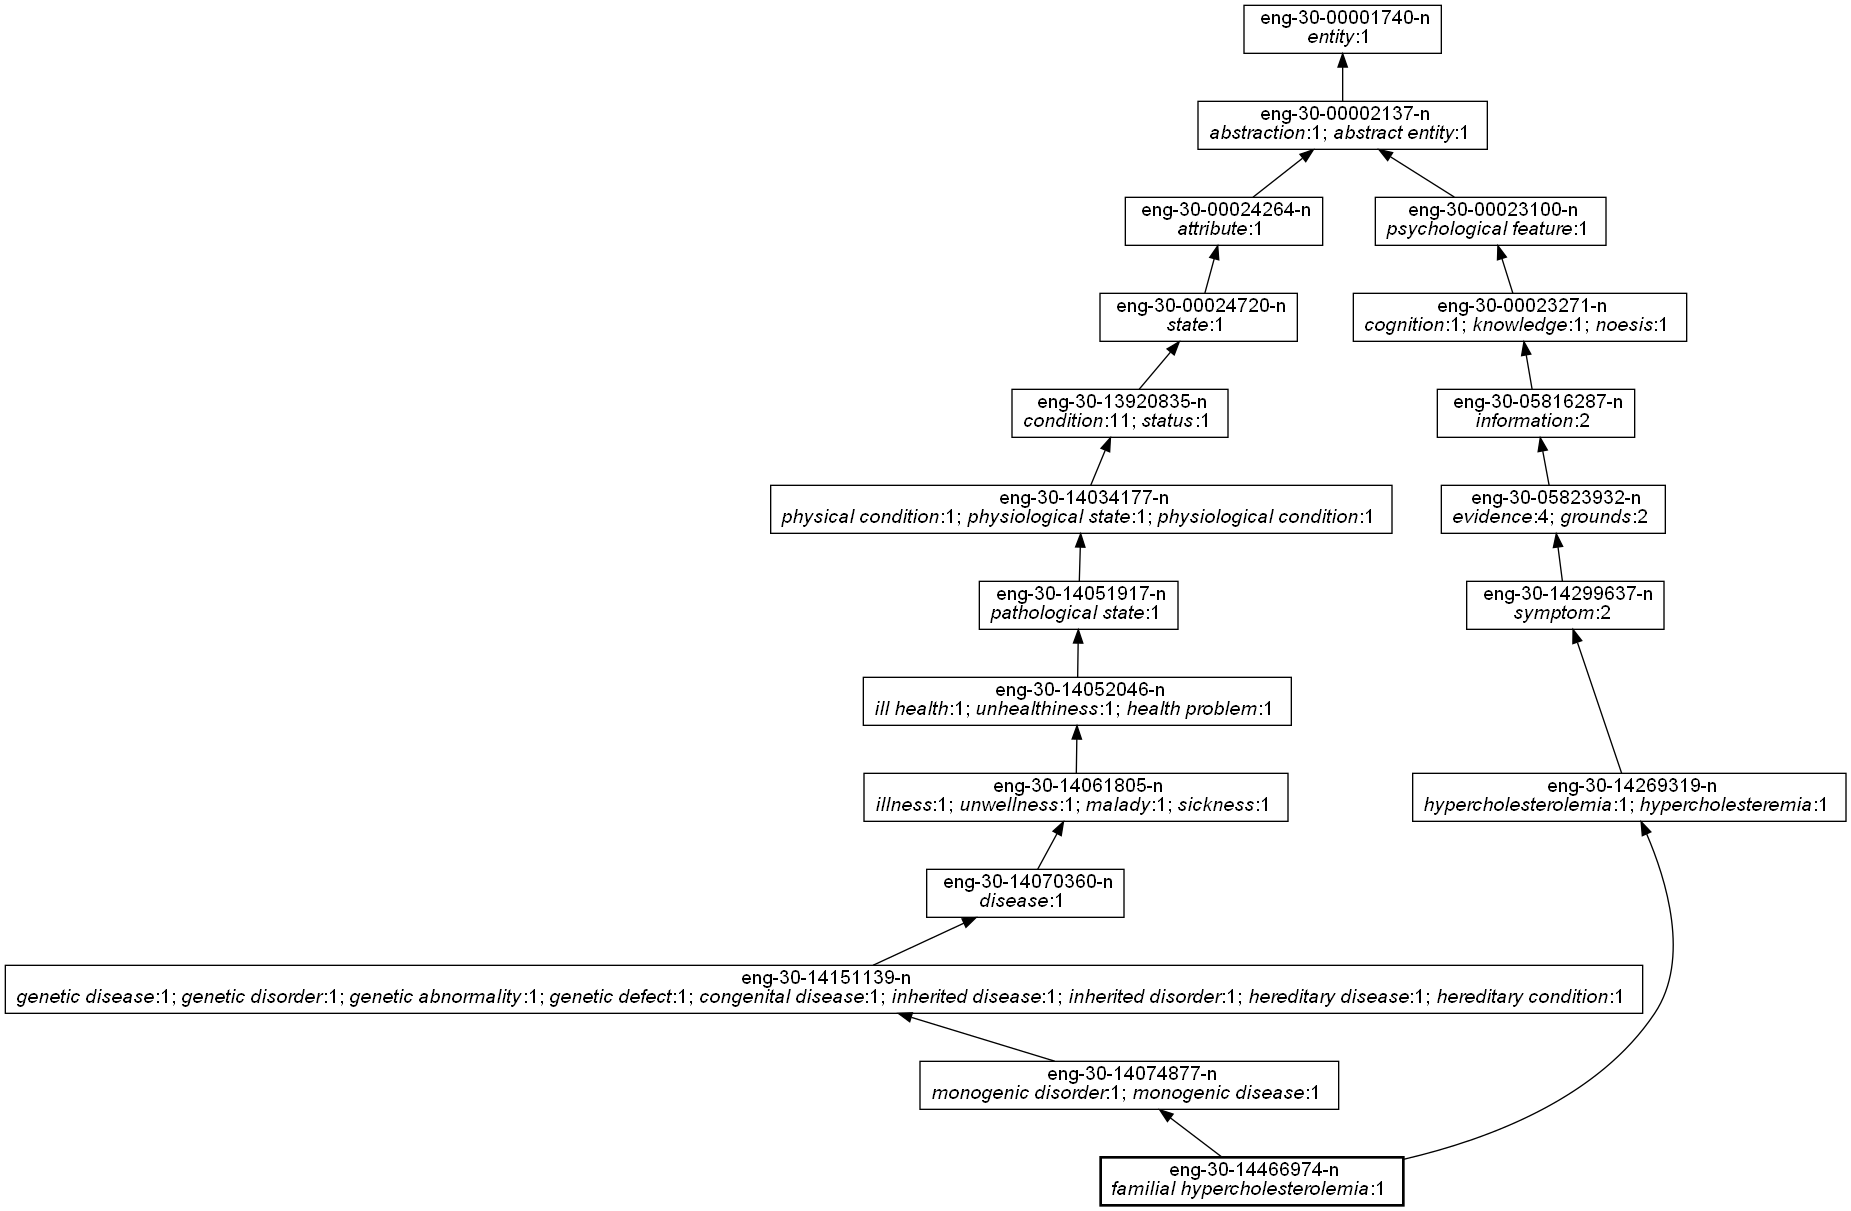 eng-30-00001740-n
entity:1
eng-30-00002137-n
abstraction:1; abstract entity:1
eng-30-00024264-n
attribute:1
eng-30-00023100-n
psychological feature:1
eng-30-00024720-n
state:1
eng-30-00023271-n
cognition:1; knowledge:1; noesis:1
eng-30-13920835-n
condition:11; status:1
eng-30-05816287-n
information:2
eng-30-14034177-n
physical condition:1; physiological state:1; physiological condition:1
eng-30-05823932-n
evidence:4; grounds:2
eng-30-14051917-n
pathological state:1
eng-30-14299637-n
symptom:2
eng-30-14052046-n
ill health:1; unhealthiness:1; health problem:1
eng-30-14061805-n
illness:1; unwellness:1; malady:1; sickness:1
eng-30-14269319-n
hypercholesterolemia:1; hypercholesteremia:1
eng-30-14070360-n
disease:1
eng-30-14151139-n
genetic disease:1; genetic disorder:1; genetic abnormality:1; genetic defect:1; congenital disease:1; inherited disease:1; inherited disorder:1; hereditary disease:1; hereditary condition:1
eng-30-14074877-n
monogenic disorder:1; monogenic disease:1
eng-30-14466974-n
familial hypercholesterolemia:1